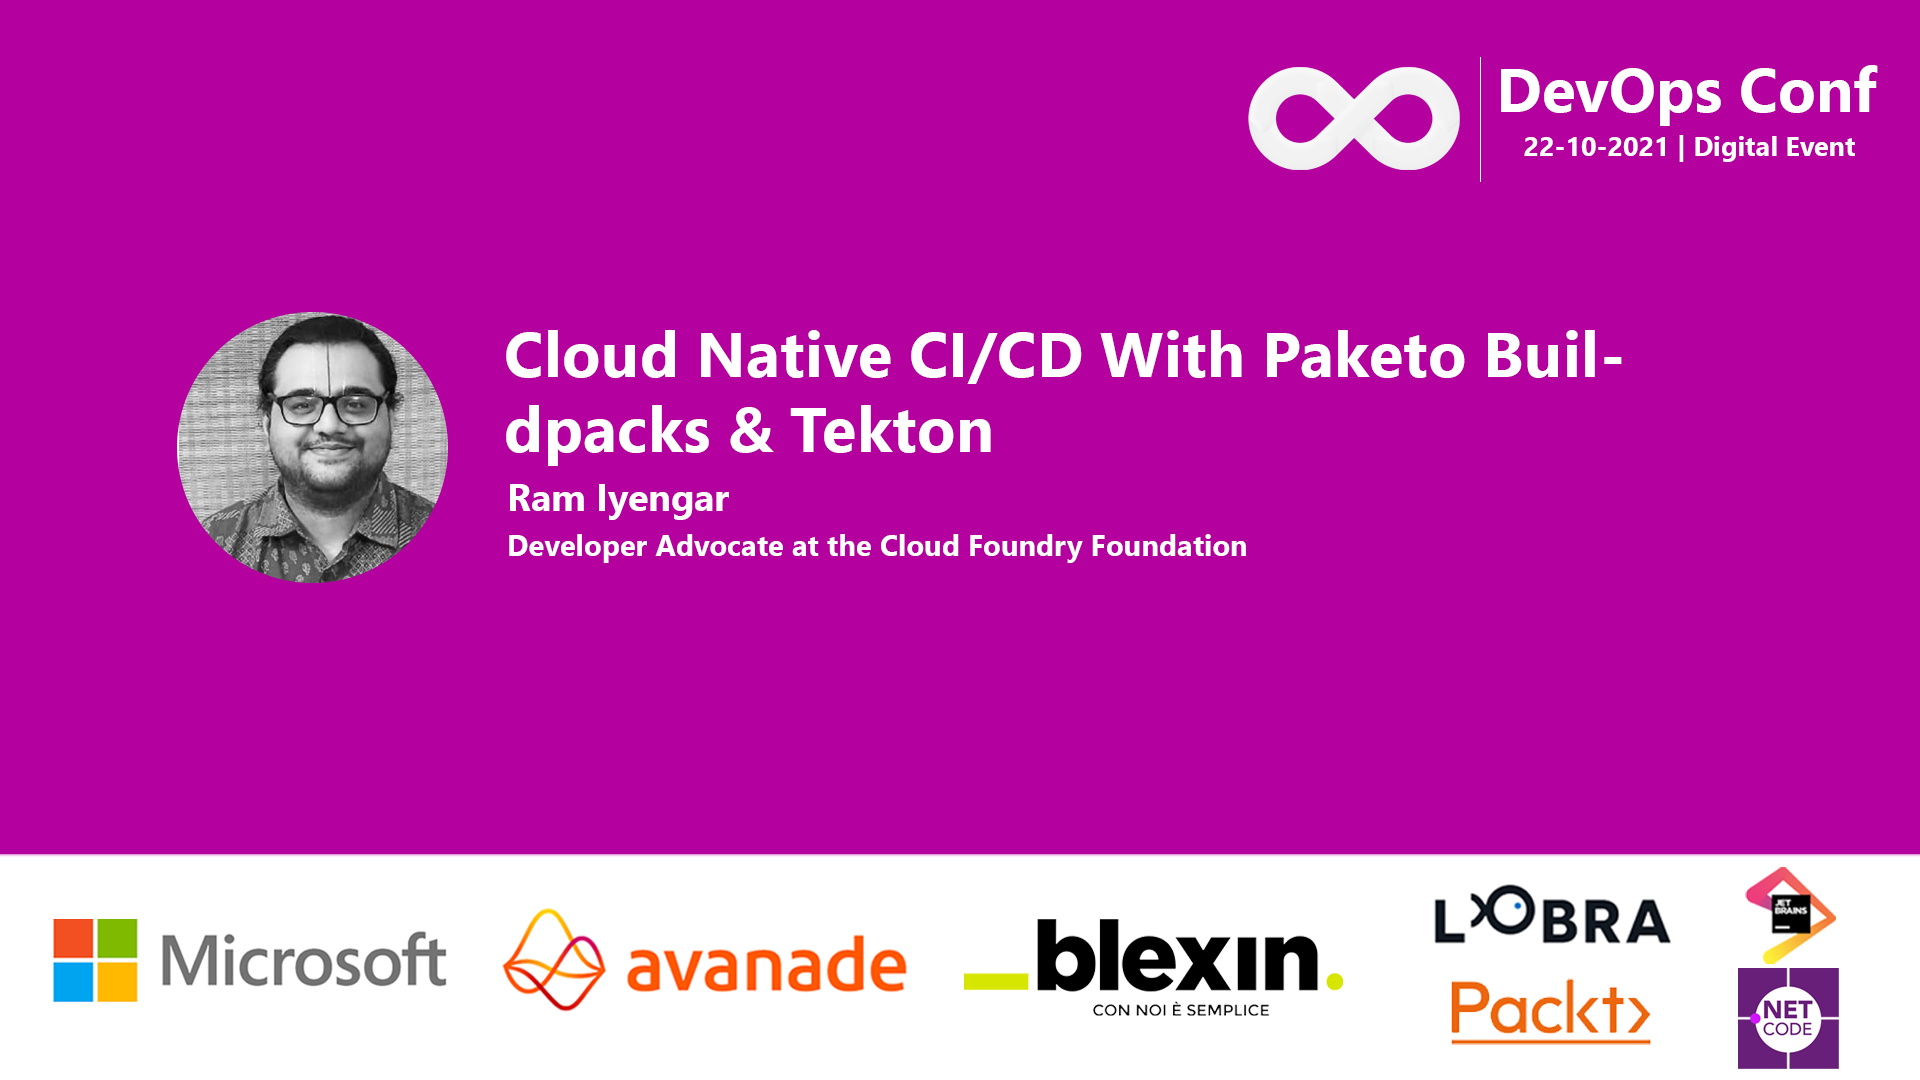 DevOps Conf
22-10-2021 | Digital Event
Cloud Native CI/CD With Paketo Buil-
dpacks & Tekton
Ram Iyengar
Developer Advocate at the Cloud Foundry Foundation
Microsoft
avanade
blexin.
CON NOI È SEMPLICE
LOBRA
JET
BRAINS
Packt>
NET
CODE